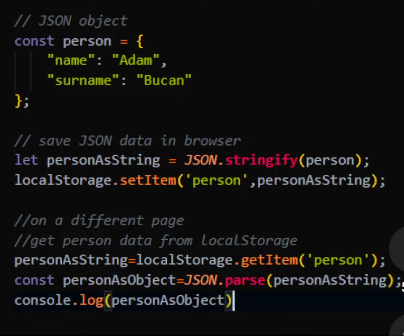 // JSON object
const person = {
"name": "Adam",
"surname": "Bucan"
};
// save JSON data in browser
let personAsString = JSON.stringify(person);
localStorage.setItem('person',personAsString);
//on a different page
//get person data from localStorage
personAsString=localStorage.getItem('person');
const personAsObject=JSON.parse(personAsString);
console.log(personAsObject)